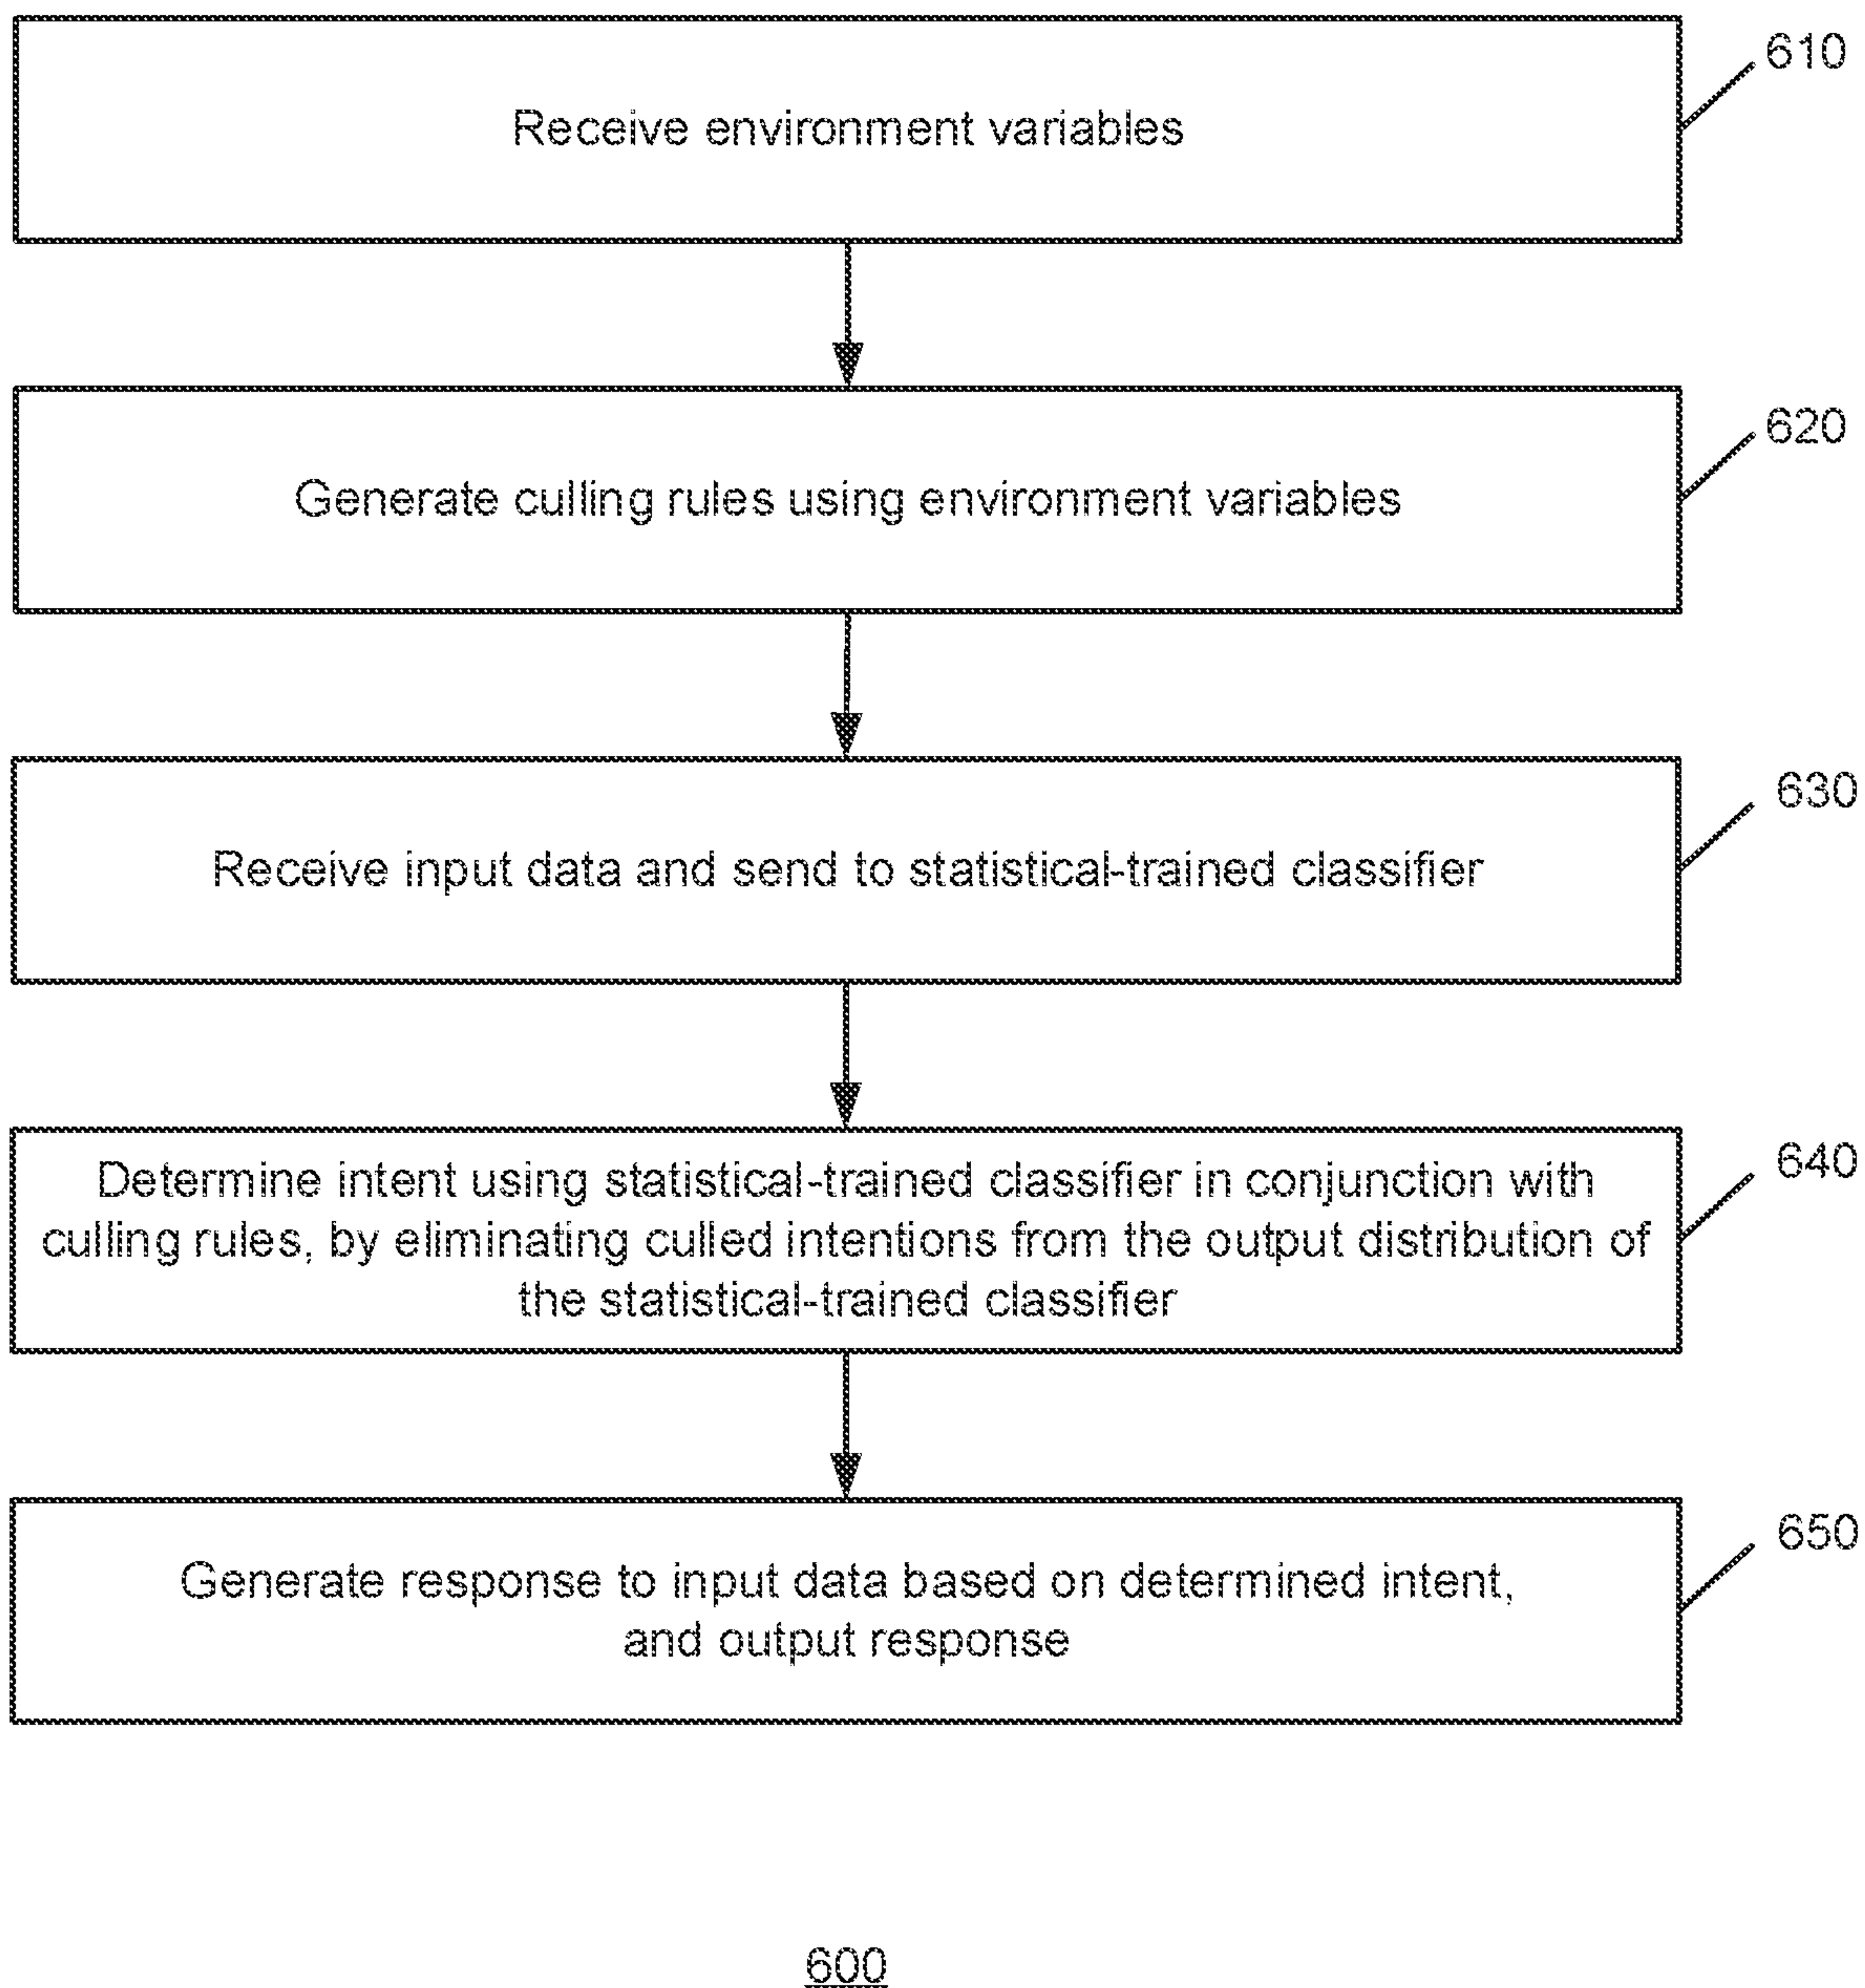 610
Receive environment variables
620
Generate culling rules using environment variables
630
Receive input data and send to statistical-trained classifier
640
Determine intent using statistical-trained classifier in conjunction with
culling rules, by eliminating culled intentions from the output distribution of
the statistical-trained classifier
650
Generate response to input data based on determined intent,
and output response
600